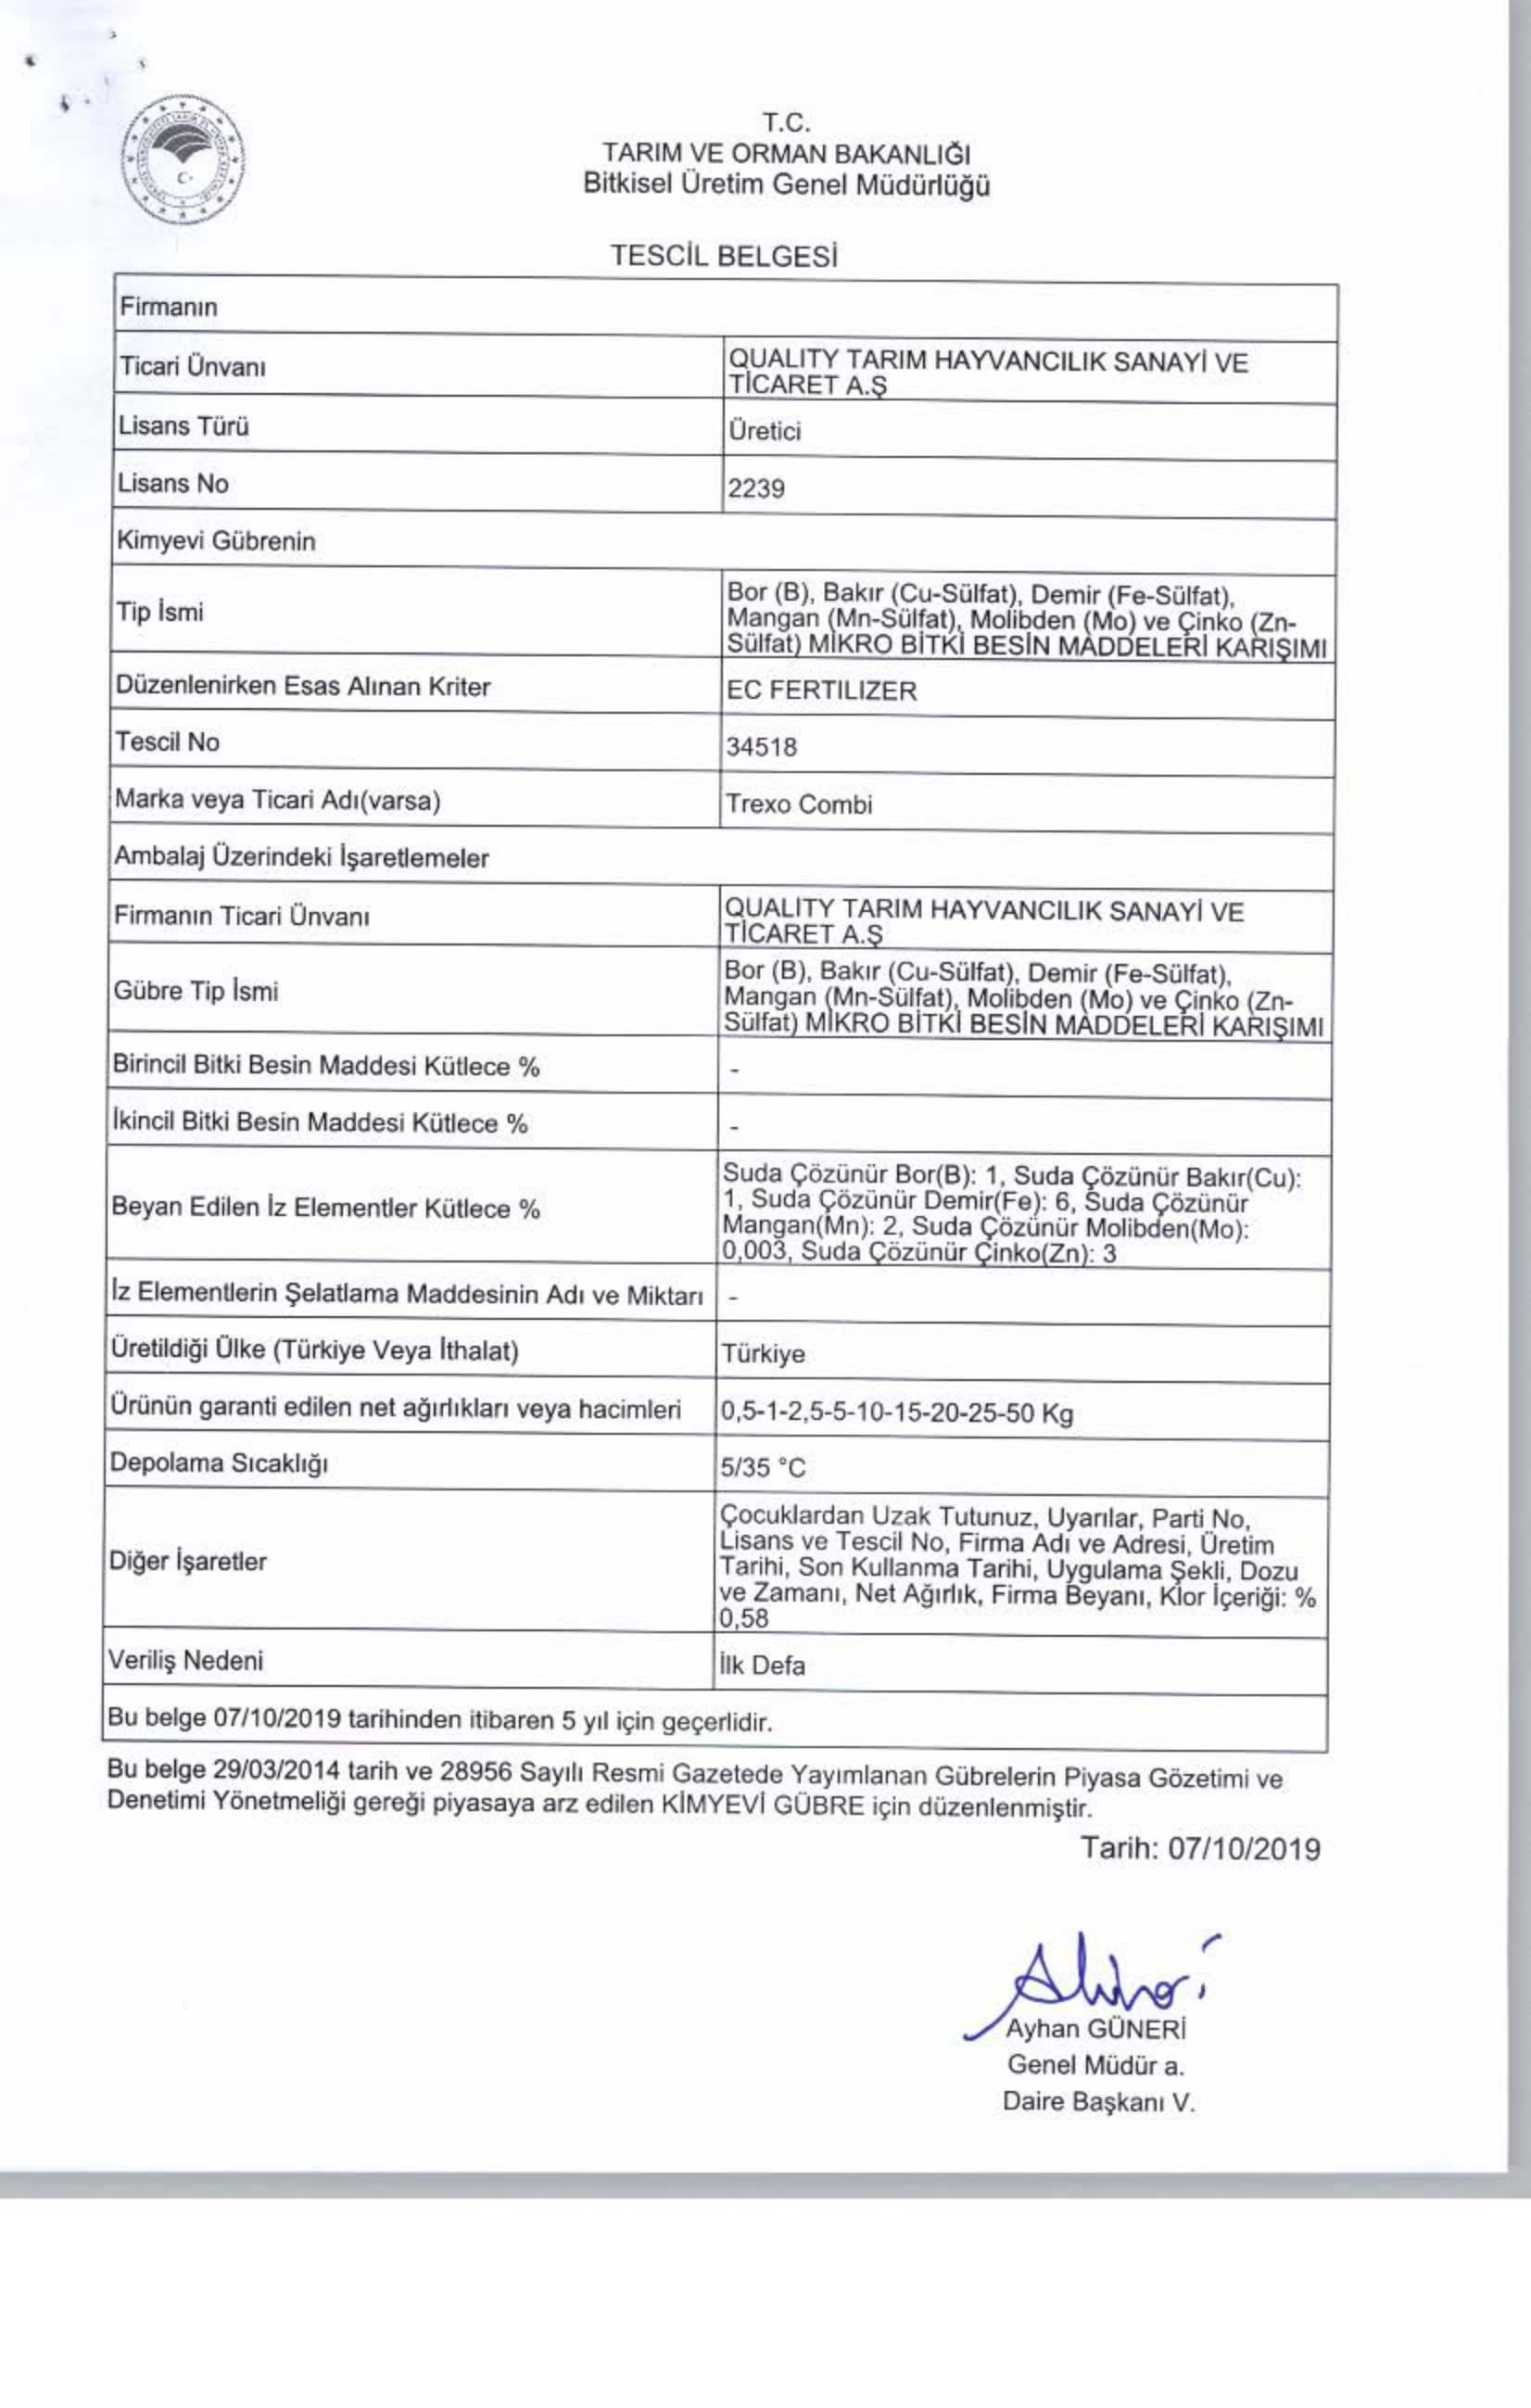 T.C.
TARIM VE ORMAN BAKANLIĞI
Bitkisel Üretim Genel Müdürlüğü
TESCİL BELGESİ
Firmanın
Ticari Ünvanı
QUALITY TARIM HAYVANCILIK SANAYİ VE
TİCARET A.Ş
Lisans Türü
Üretici
Lisans No
2239
Kimyevi Gübrenin
Tip İsmi
Bor (B), Bakır (Cu-Sülfat), Demir (Fe-Sülfat),
Mangan (Mn-Sülfat), Molibden (Mo) ve Çinko (Zn-
Sülfat) MİKRO BİTKİ BESİN MADDELERİ KARIŞIMI
Düzenlenirken Esas Alınan Kriter
EC FERTILIZER
Tescil No
34518
Marka veya Ticari Adı(varsa)
Trexo Combi
Ambalaj Üzerindeki İşaretlemeler
Firmanın Ticari Ünvanı
QUALITY TARIM HAYVANCILIK SANAYİ VE
TİCARET A.Ş
Gübre Tip İsmi
Bor (B), Bakır (Cu-Sülfat), Demir (Fe-Sülfat),
Mangan (Mn-Sülfat), Molibden (Mo) ve Çinko (Zn-
Sülfat) MİKRO BİTKİ BESİN MADDELERİ KARIŞIMI
Birincil Bitki Besin Maddesi Kütlece %
-
İkincil Bitki Besin Maddesi Kütlece %
-
Beyan Edilen İz Elementler Kütlece %
Suda Çözünür Bor(B): 1, Suda Çözünür Bakır(Cu):
1, Suda Çözünür Demir(Fe): 6, Suda Çözünür
Mangan(Mn): 2, Suda Çözünür Molibden(Mo):
0,003, Suda Çözünür Çinko(Zn): 3
İz Elementlerin Şelatlama Maddesinin Adı ve Miktarı
-
Üretildiği Ülke (Türkiye Veya İthalat)
Türkiye
Ürünün garanti edilen net ağırlıkları veya hacimleri
0,5-1-2,5-5-10-15-20-25-50 Kg
Depolama Sıcaklığı
5/35 °C
Diğer İşaretler
Çocuklardan Uzak Tutunuz, Uyarılar, Parti No,
Lisans ve Tescil No, Firma Adı ve Adresi, Üretim
Tarihi, Son Kullanma Tarihi, Uygulama Şekli, Dozu
ve Zamanı, Net Ağırlık, Firma Beyanı, Klor İçeriği: %
0,58
Veriliş Nedeni
İlk Defa
Bu belge 07/10/2019 tarihinden itibaren 5 yıl için geçerlidir.
Bu belge 29/03/2014 tarih ve 28956 Sayılı Resmi Gazetede Yayımlanan Gübrelerin Piyasa Gözetimi ve
Denetimi Yönetmeliği gereği piyasaya arz edilen KİMYEVİ GÜBRE için düzenlenmiştir.
Tarih: 07/10/2019
Ayhan GÜNERİ
Genel Müdür a.
Daire Başkanı V.